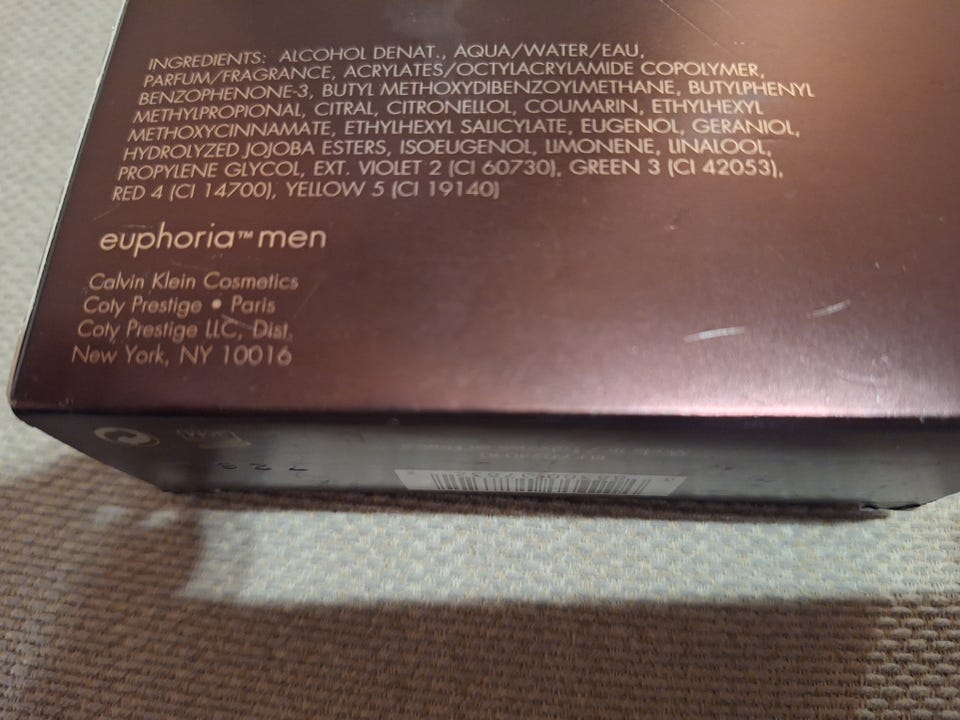 INGREDIENTS: ALCOHOL DENAT., AQUA/WATER/EAU,
PARFUM/FRAGRANCE, ACRYLATES/OCTYLACRYLAMIDE COPOLYMER,
BENZOPHENONE-3, BUTYL METHOXYDIBENZOYLMETHANE, BUTYLPHENYL
METHYLPROPIONAL, CITRAL, CITRONELLOL, COUMARIN, ETHYLHEXYL
METHOXYCINNAMATE, ETHYLHEXYL SALICYLATE, EUGENOL, GERANIOL,
HYDROLYZED JOJOBA ESTERS, ISOEUGENOL, LIMONENE, LINALOOL,
PROPYLENE GLYCOL, EXT. VIOLET 2 (CI 60730), GREEN 3 (CI 42053),
RED 4 (CI 14700), YELLOW 5 (CI 19140)
euphoria™ men
Calvin Klein Cosmetics
Coty Prestige • Paris
Coty Prestige LLC, Dist.
New York, NY 10016